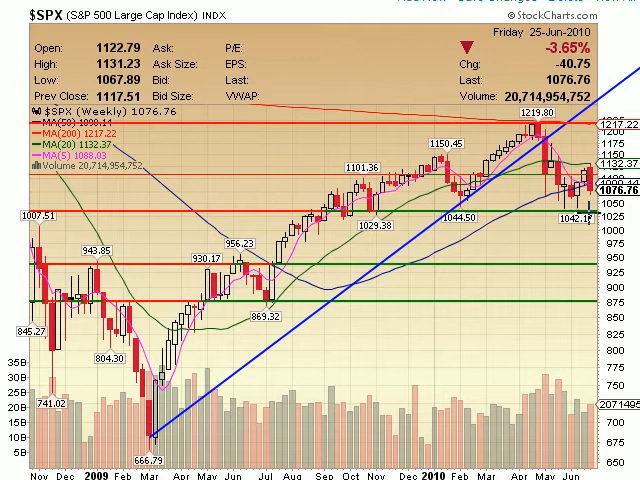 $SPX (S&P 500 Large Cap Index) INDX
© StockCharts.com
Friday 25-Jun-2010
Open: 1122.79 Ask: P/E: -3.65%
High: 1131.23 Ask Size: EPS: Chg: -40.75
Low: 1067.89 Bid: Last: Last: 1076.76
Prev Close: 1117.51 Bid Size: VWAP: Volume: 20,714,954,752
$SPX (Weekly) 1076.76
MA(200) 1217.22
MA(20) 1132.37
MA(5) 1088.03
Volume 20,714,954,752
1219.80
1217.22
1175
1150.45
1150
1132.37
1101.36
1076.76
1050
1007.51
1029.38
1044.50
1025
1000
975
943.85
930.17
956.23
950
925
900
869.32
875
845.27
850
825
804.30
800
775
750
741.02
700
666.79
650
35B
30B
25B
20B
15B
10B
5B
Nov Dec 2009 Feb Mar Apr May Jun Jul Aug Sep Oct Nov Dec 2010 Feb Mar Apr May Jun